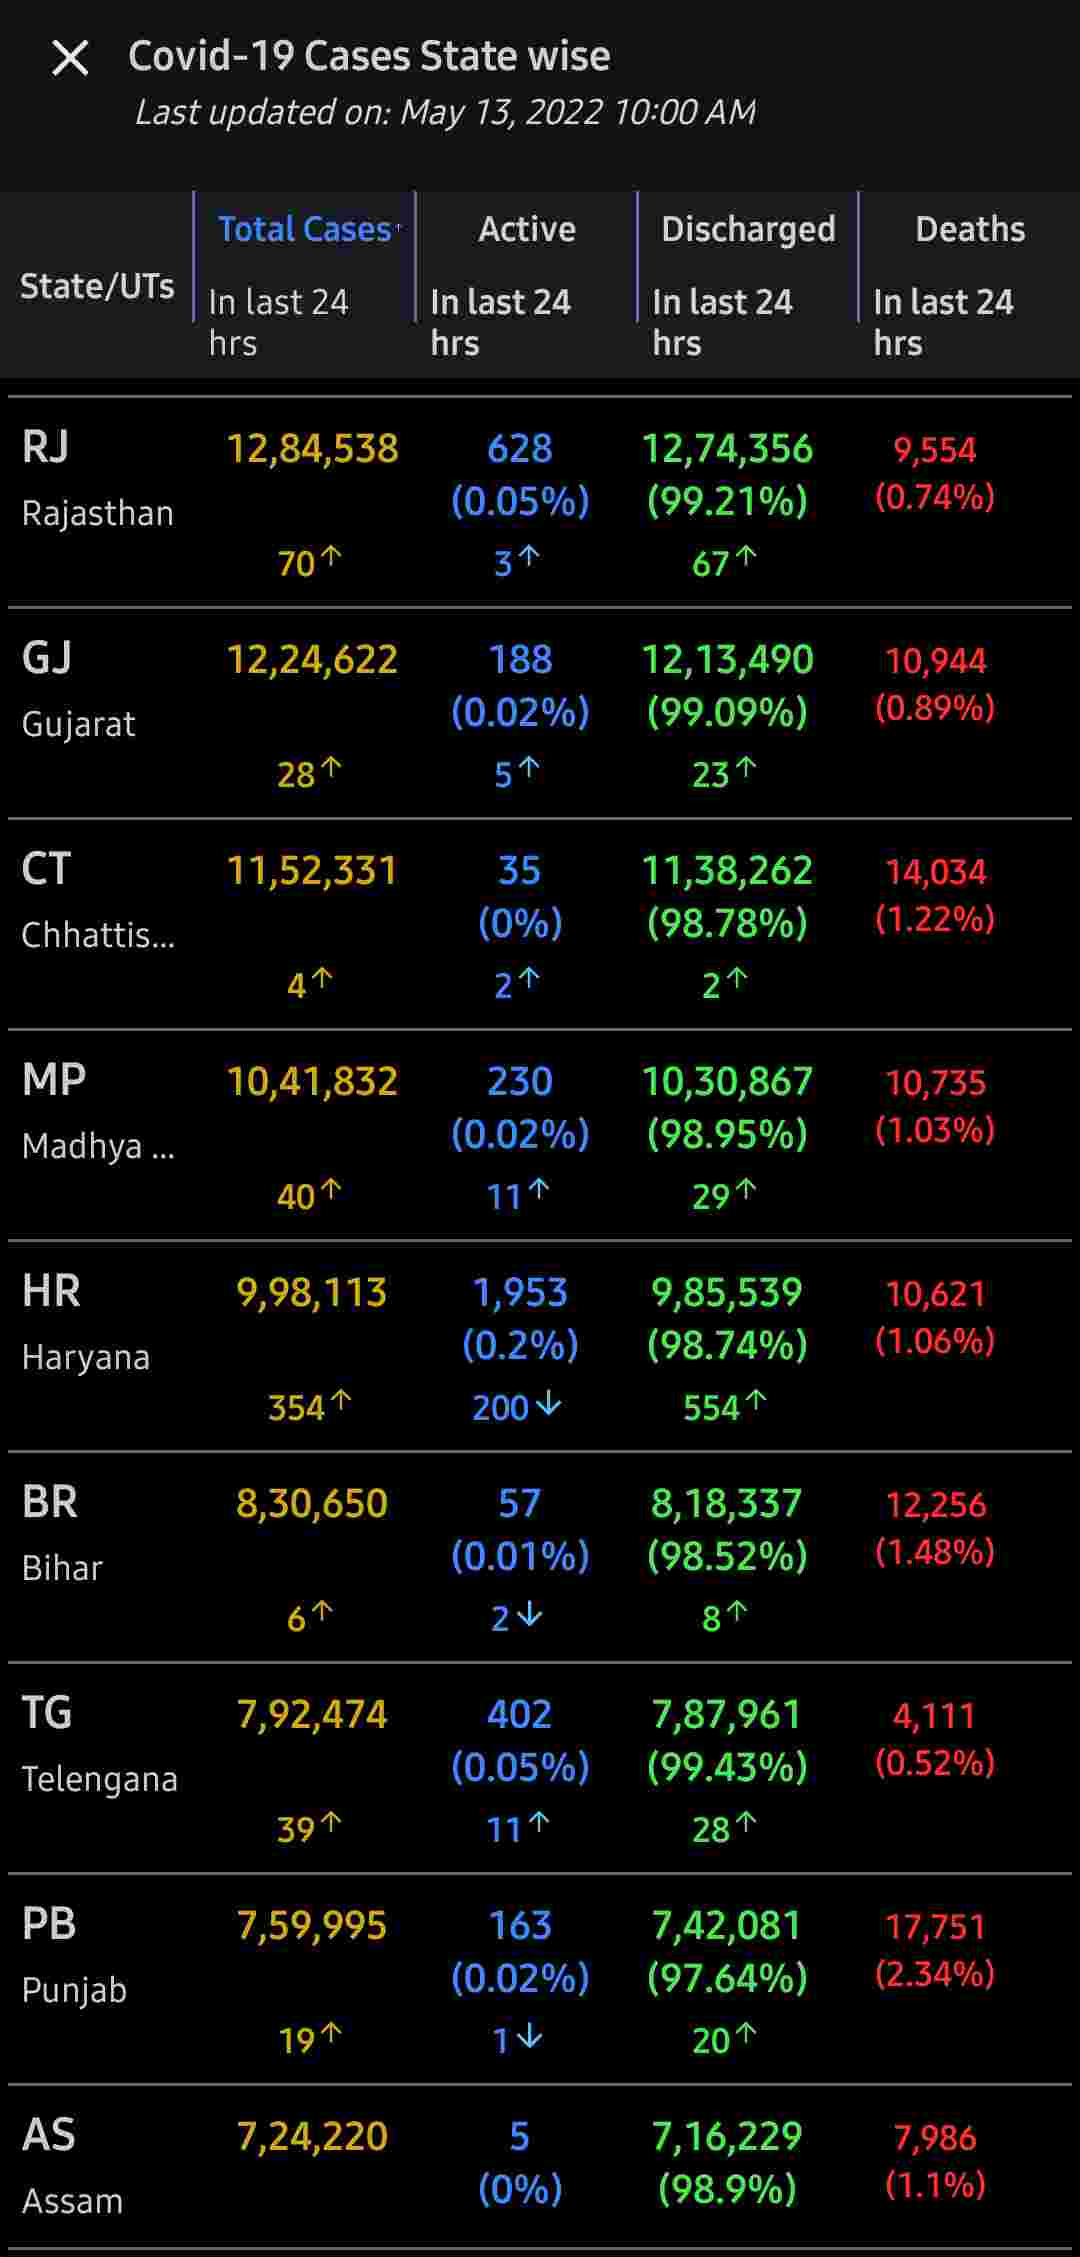 Covid-19 Cases State wise
Last updated on: May 13, 2022 10:00 AM
State/UTs
Total Cases↑
In last 24
hrs
Active
In last 24
hrs
Discharged
In last 24
hrs
Deaths
In last 24
hrs
RJ 12,84,538 628 12,74,356 9,554
Rajasthan (0.05%) (99.21%) (0.74%)
70↑ 3↑ 67↑
GJ 12,24,622 188 12,13,490 10,944
Gujarat (0.02%) (99.09%) (0.89%)
28↑ 5↑ 23↑
CT 11,52,331 35 11,38,262 14,034
Chhattis... (0%) (98.78%) (1.22%)
4↑ 2↑ 2↑
MP 10,41,832 230 10,30,867 10,735
Madhya ... (0.02%) (98.95%) (1.03%)
40↑ 11↑ 29↑
HR 9,98,113 1,953 9,85,539 10,621
Haryana (0.2%) (98.74%) (1.06%)
354↑ 200↓ 554↑
BR 8,30,650 57 8,18,337 12,256
Bihar (0.01%) (98.52%) (1.48%)
6↑ 2↓ 8↑
TG 7,92,474 402 7,87,961 4,111
Telengana (0.05%) (99.43%) (0.52%)
39↑ 11↑ 28↑
PB 7,59,995 163 7,42,081 17,751
Punjab (0.02%) (97.64%) (2.34%)
19↑ 1↓ 20↑
AS 7,24,220 5 7,16,229 7,986
Assam (0%) (98.9%) (1.1%)